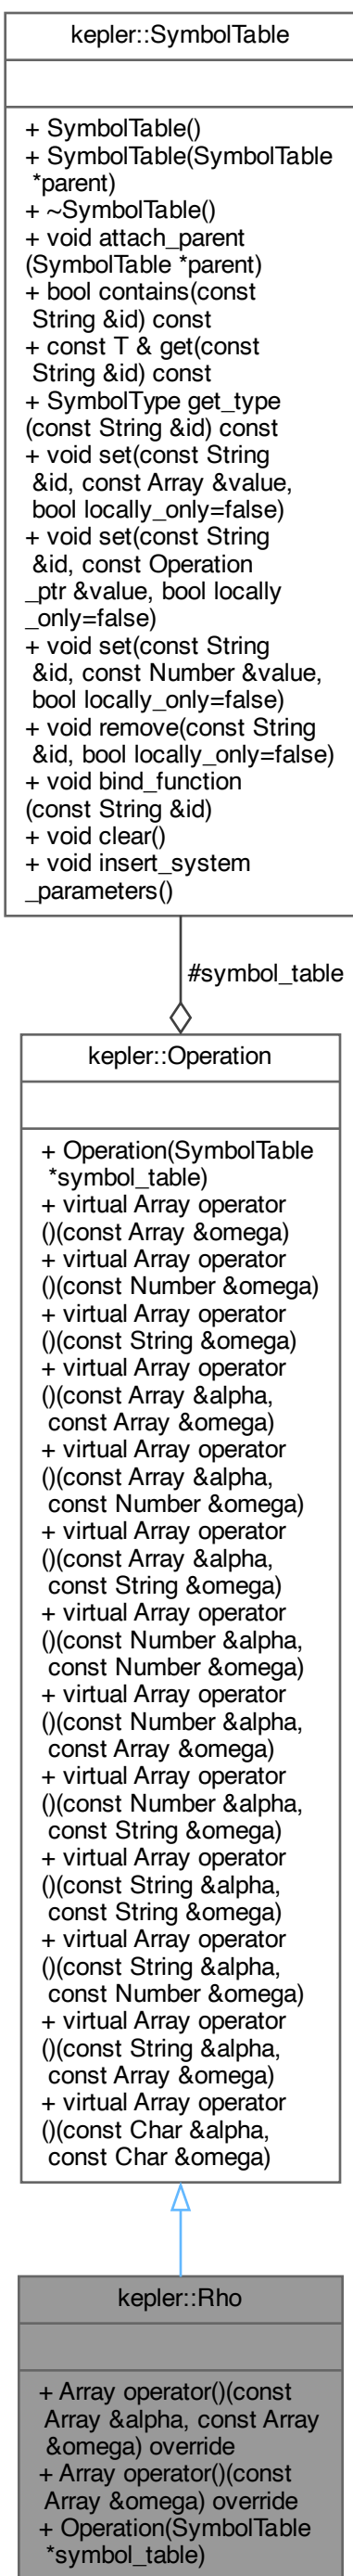 kepler::SymbolTable
+ SymbolTable()
+ SymbolTable(SymbolTable
*parent)
+ ~SymbolTable()
+ void attach_parent
(SymbolTable *parent)
+ bool contains(const
String &id) const
+ const T & get(const
String &id) const
+ SymbolType get_type
(const String &id) const
+ void set(const String
&id, const Array &value,
bool locally_only=false)
+ void set(const String
&id, const Operation
_ptr &value, bool locally
_only=false)
+ void set(const String
&id, const Number &value,
bool locally_only=false)
+ void remove(const String
&id, bool locally_only=false)
+ void bind_function
(const String &id)
+ void clear()
+ void insert_system
_parameters()
#symbol_table
kepler::Operation
+ Operation(SymbolTable
*symbol_table)
+ virtual Array operator
()(const Array &omega)
+ virtual Array operator
()(const Number &omega)
+ virtual Array operator
()(const String &omega)
+ virtual Array operator
()(const Array &alpha,
const Array &omega)
+ virtual Array operator
()(const Array &alpha,
const Number &omega)
+ virtual Array operator
()(const Array &alpha,
const String &omega)
+ virtual Array operator
()(const Number &alpha,
const Number &omega)
+ virtual Array operator
()(const Number &alpha,
const Array &omega)
+ virtual Array operator
()(const Number &alpha,
const String &omega)
+ virtual Array operator
()(const String &alpha,
const String &omega)
+ virtual Array operator
()(const String &alpha,
const Number &omega)
+ virtual Array operator
()(const String &alpha,
const Array &omega)
+ virtual Array operator
()(const Char &alpha,
const Char &omega)
kepler::Rho
+ Array operator()(const
Array &alpha, const Array
&omega) override
+ Array operator()(const
Array &omega) override
+ Operation(SymbolTable
*symbol_table)